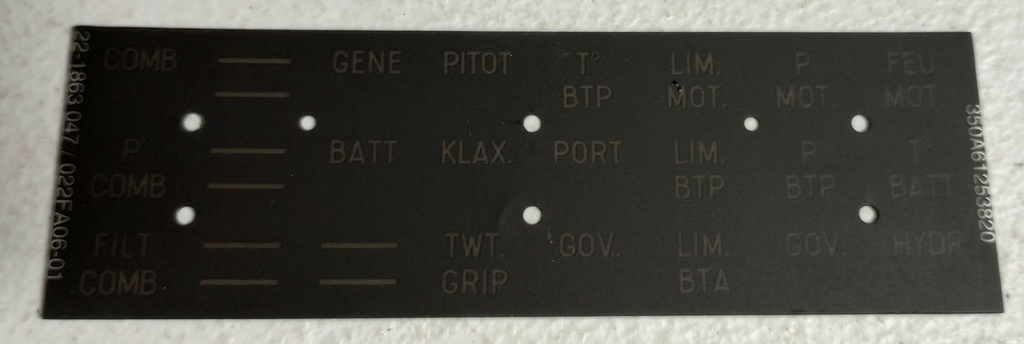 COMB GENE PITOT T° LIM. P. FEU
BTP MOT. MOT. MOT.
P BATT KLAX. PORT LIM. P T°
COMB BTP BTP BATT
FILT TWT. GOV. LIM. GOV. HYDR
COMB GRIP BTA
22-1863 047 / 022FA06-01
350A61253820